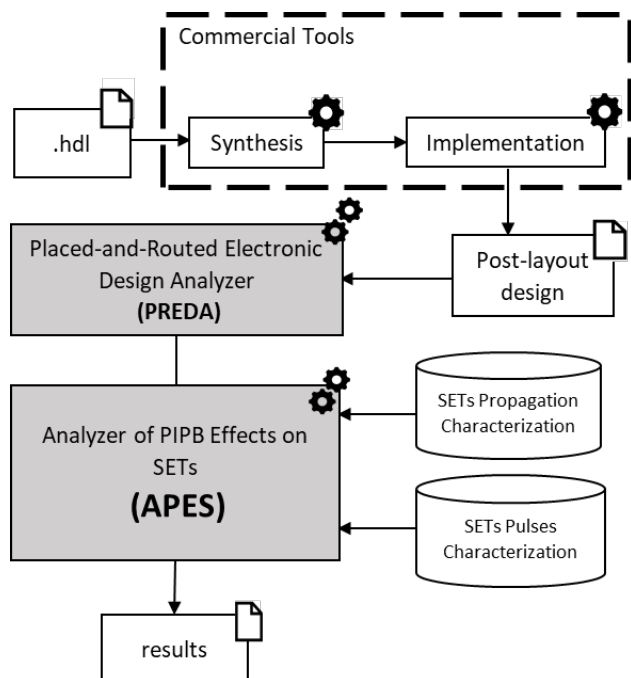 Commercial Tools
.hdl
Synthesis
Implementation
Placed-and-Routed Electronic
Design Analyzer
(PREDA)
Post-layout
design
Analyzer of PIPB Effects on
SETs
(APES)
SETs Propagation
Characterization
SETs Pulses
Characterization
results